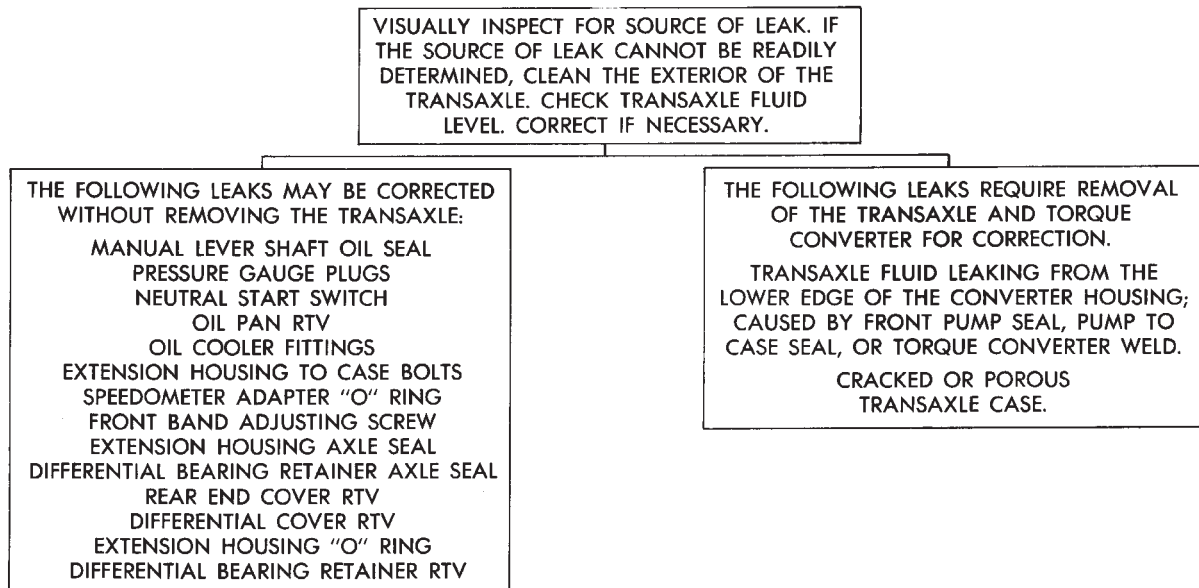 VISUALLY INSPECT FOR SOURCE OF LEAK. IF
THE SOURCE OF LEAK CANNOT BE READILY
DETERMINED, CLEAN THE EXTERIOR OF THE
TRANSAXLE. CHECK TRANSAXLE FLUID
LEVEL. CORRECT IF NECESSARY.
THE FOLLOWING LEAKS MAY BE CORRECTED
WITHOUT REMOVING THE TRANSAXLE:
MANUAL LEVER SHAFT OIL SEAL
PRESSURE GAUGE PLUGS
NEUTRAL START SWITCH
OIL PAN RTV
OIL COOLER FITTINGS
EXTENSION HOUSING TO CASE BOLTS
SPEEDOMETER ADAPTER "O" RING
FRONT BAND ADJUSTING SCREW
EXTENSION HOUSING AXLE SEAL
DIFFERENTIAL BEARING RETAINER AXLE SEAL
REAR END COVER RTV
DIFFERENTIAL COVER RTV
EXTENSION HOUSING "O" RING
DIFFERENTIAL BEARING RETAINER RTV
THE FOLLOWING LEAKS REQUIRE REMOVAL
OF THE TRANSAXLE AND TORQUE
CONVERTER FOR CORRECTION.
TRANSAXLE FLUID LEAKING FROM THE
LOWER EDGE OF THE CONVERTER HOUSING;
CAUSED BY FRONT PUMP SEAL, PUMP TO
CASE SEAL, OR TORQUE CONVERTER WELD.
CRACKED OR POROUS
TRANSAXLE CASE.